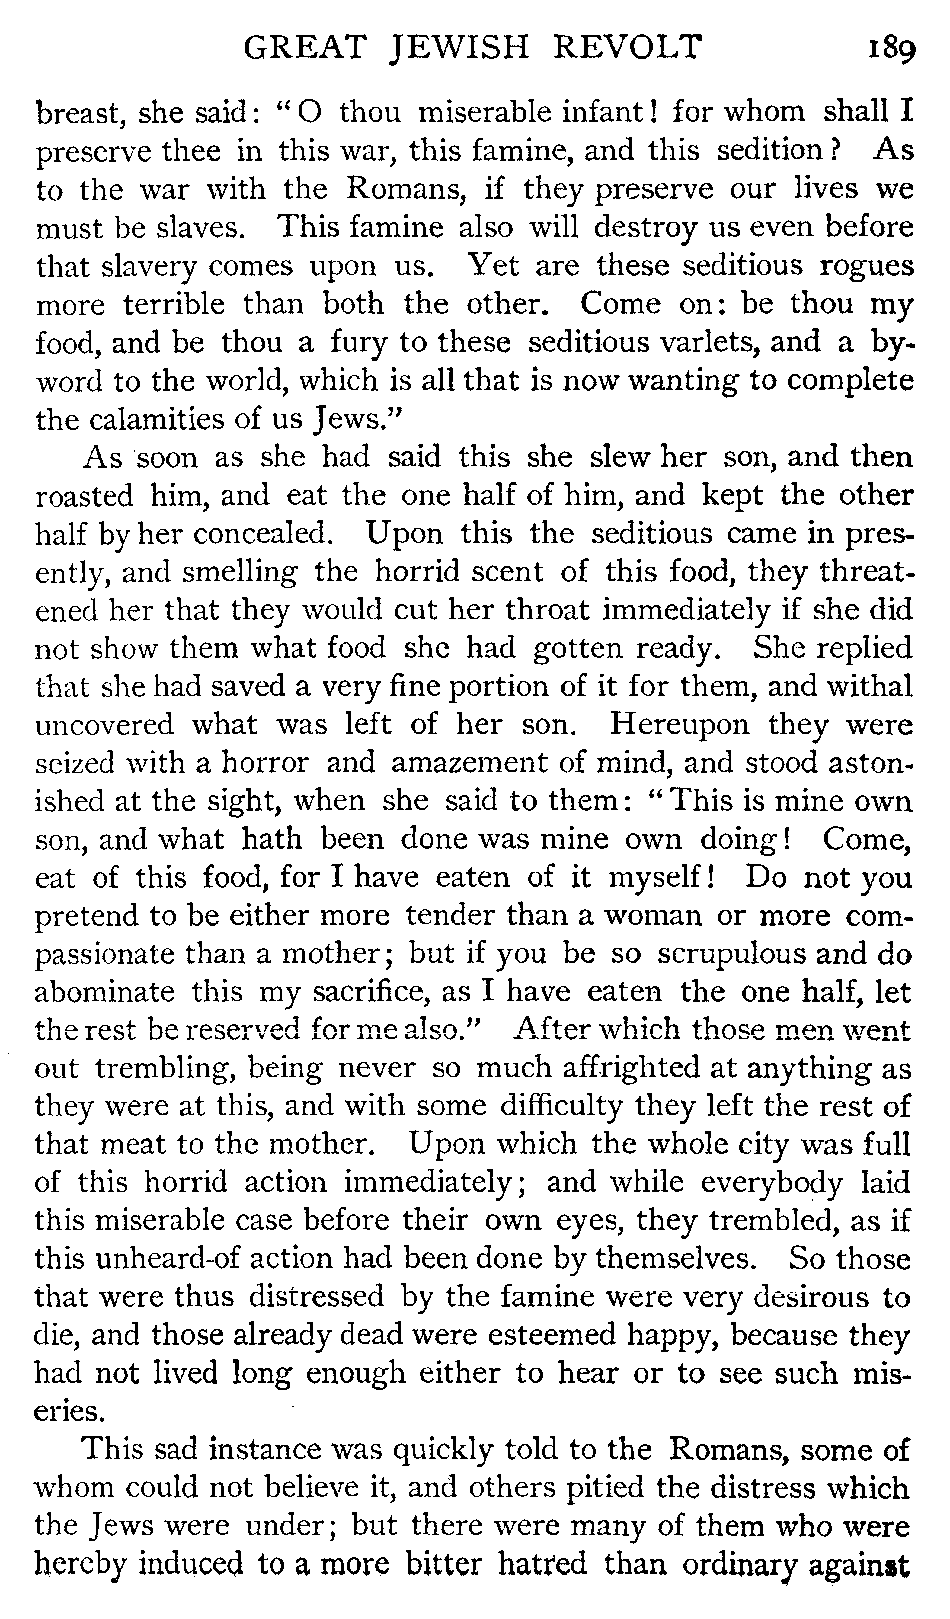 GREAT JEWISH REVOLT 189
breast, she said: “O thou miserable infant! for whom shall I
preserve thee in this war, this famine, and this sedition? As
to the war with the Romans, if they preserve our lives we
must be slaves. This famine also will destroy us even before
that slavery comes upon us. Yet are these seditious rogues
more terrible than both the other. Come on: be thou my
food, and be thou a fury to these seditious varlets, and a by-
word to the world, which is all that is now wanting to complete
the calamities of us Jews.”
As soon as she had said this she slew her son, and then
roasted him, and eat the one half of him, and kept the other
half by her concealed. Upon this the seditious came in pres-
ently, and smelling the horrid scent of this food, they threat-
ened her that they would cut her throat immediately if she did
not show them what food she had gotten ready. She replied
that she had saved a very fine portion of it for them, and withal
uncovered what was left of her son. Hereupon they were
seized with a horror and amazement of mind, and stood aston-
ished at the sight, when she said to them: “This is mine own
son, and what hath been done was mine own doing! Come,
eat of this food, for I have eaten of it myself! Do not you
pretend to be either more tender than a woman or more com-
passionate than a mother; but if you be so scrupulous and do
abominate this my sacrifice, as I have eaten the one half, let
the rest be reserved for me also.” After which those men went
out trembling, being never so much affrighted at anything as
they were at this, and with some difficulty they left the rest of
that meat to the mother. Upon which the whole city was full
of this horrid action immediately; and while everybody laid
this miserable case before their own eyes, they trembled, as if
this unheard-of action had been done by themselves. So those
that were thus distressed by the famine were very desirous to
die, and those already dead were esteemed happy, because they
had not lived long enough either to hear or to see such mis-
eries.
This sad instance was quickly told to the Romans, some of
whom could not believe it, and others pitied the distress which
the Jews were under; but there were many of them who were
hereby induced to a more bitter hatred than ordinary against